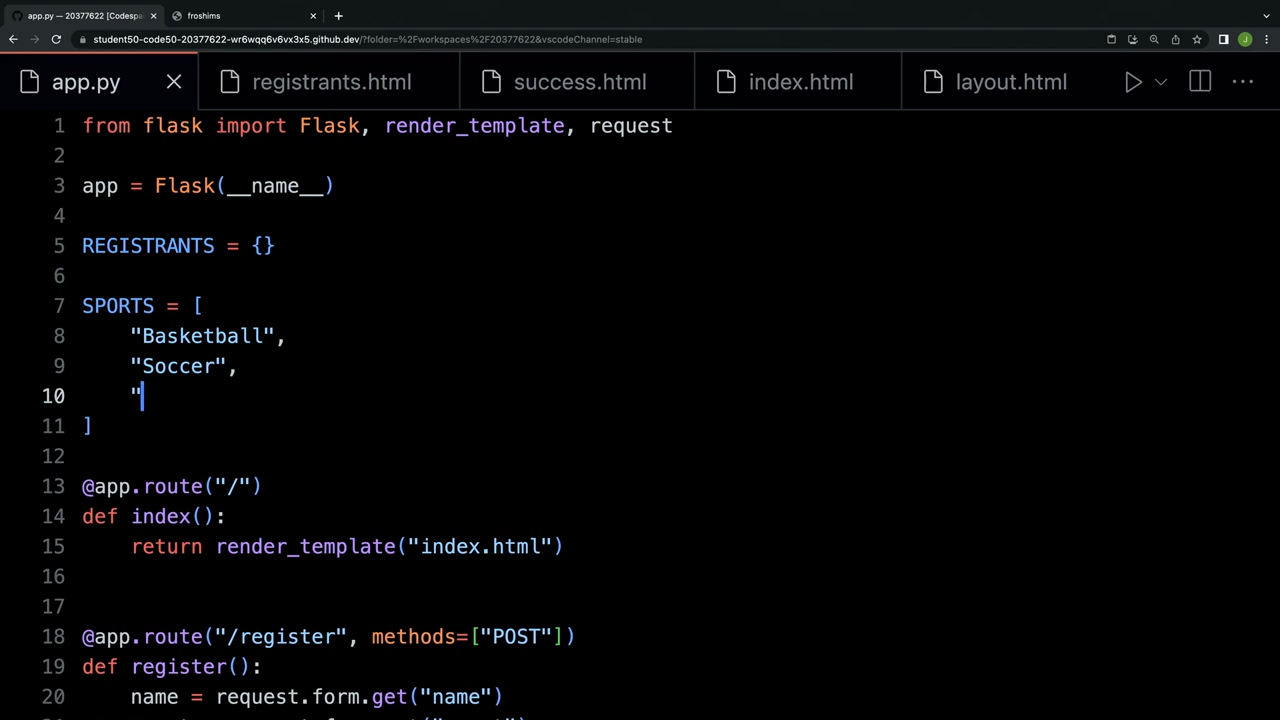 app.py — 20377622 [Codespa
froshims
student50-code50-20377622-wr6wqq6v6vx3x5.github.dev/?folder=%2Fworkspaces%2F20377622&vscodeChannel=stable
J
app.py
registrants.html
success.html
index.html
layout.html
1 from flask import Flask, render_template, request
2
3 app = Flask(__name__)
4
5 REGISTRANTS = {}
6
7 SPORTS = [
8 "Basketball",
9 "Soccer",
10 "
11 ]
12
13 @app.route("/")
14 def index():
15 return render_template("index.html")
16
17
18 @app.route("/register", methods=["POST"])
19 def register():
20 name = request.form.get("name")